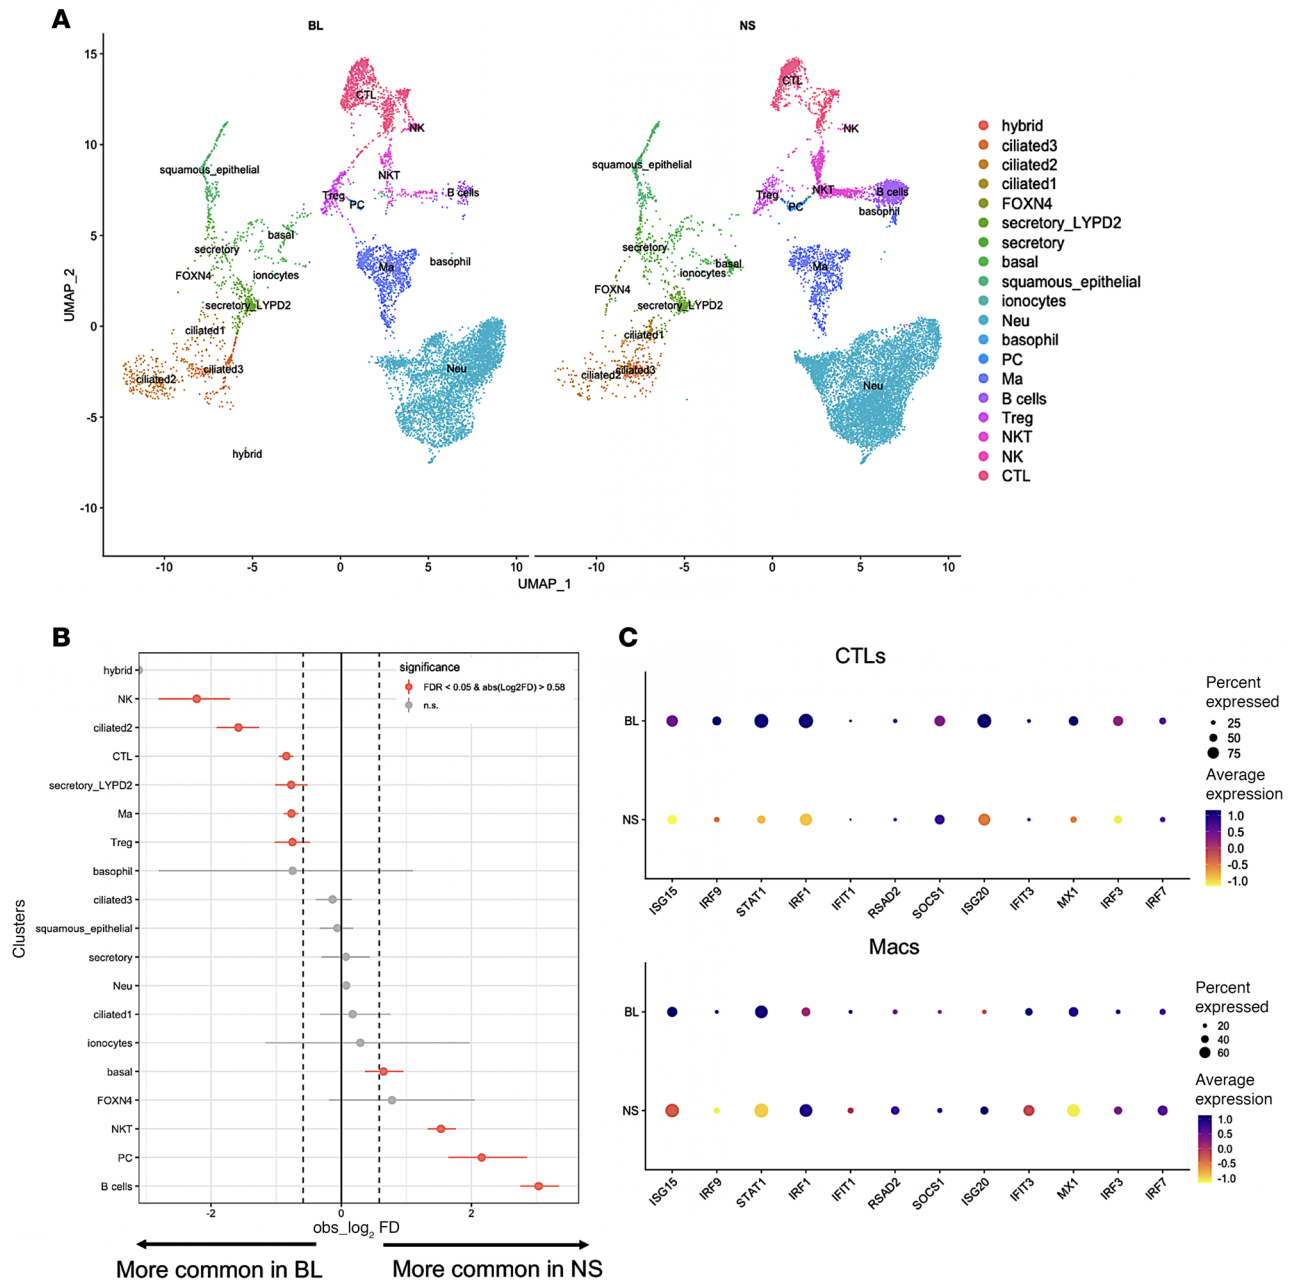 A
BL
NS
15
10
5
0
-5
-10
UMAP_2
CTL
NK
squamous_epithelial
NKT
Treg
PC
B cells
basal
secretory
FOXN4
ionocytes
Ma
basophil
secretory_LYPD2
ciliated1
ciliated2
ciliated3
Neu
hybrid
CTL
NK
squamous_epithelial
Treg
NKT
B cells
PC
basophil
secretory
basal
ionocytes
FOXN4
Ma
secretory_LYPD2
ciliated1
ciliated2
ciliated3
Neu
-10 -5 0 5 10 -10 -5 0 5 10
UMAP_1
hybrid
ciliated3
ciliated2
ciliated1
FOXN4
secretory_LYPD2
secretory
basal
squamous_epithelial
ionocytes
Neu
basophil
PC
Ma
B cells
Treg
NKT
NK
CTL
B
Clusters
hybrid
NK
ciliated2
CTL
secretory_LYPD2
Ma
Treg
basophil
ciliated3
squamous_epithelial
secretory
Neu
ciliated1
ionocytes
basal
FOXN4
NKT
PC
B cells
significance
FDR < 0.05 & abs(Log2FD) > 0.58
n.s.
-2 0 2
obs_log2 FD
More common in BL
More common in NS
C
CTLs
BL
NS
ISG15 IRF9 STAT1 IRF1 IFIT1 RSAD2 SOCS1 ISG20 IFIT3 MX1 IRF3 IRF7
Percent
expressed
25
50
75
Average
expression
1.0
0.5
0.0
-0.5
-1.0
Macs
BL
NS
ISG15 IRF9 STAT1 IRF1 IFIT1 RSAD2 SOCS1 ISG20 IFIT3 MX1 IRF3 IRF7
Percent
expressed
20
40
60
Average
expression
1.0
0.5
0.0
-0.5
-1.0